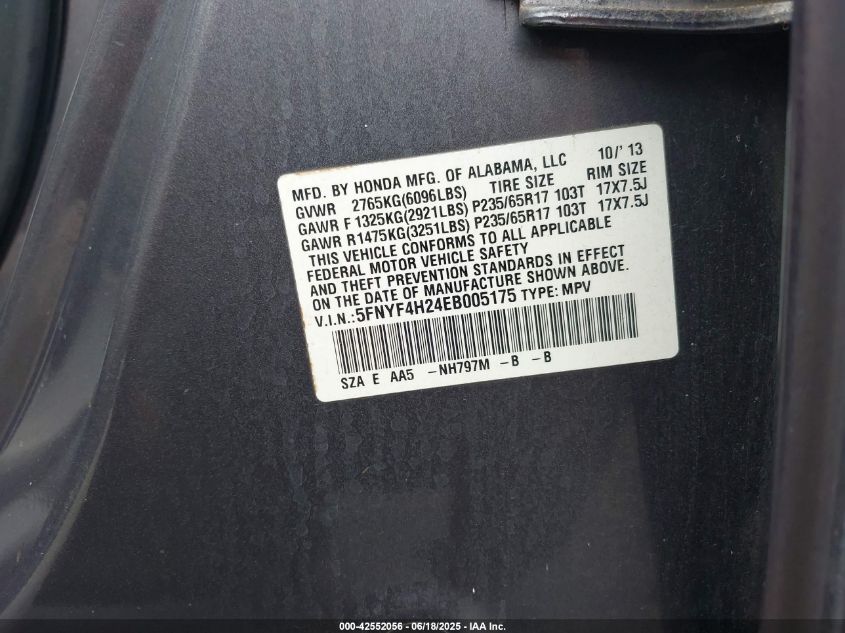 MFD. BY HONDA MFG. OF ALABAMA, LLC 10/'13
GVWR 2765KG(6096LBS) TIRE SIZE RIM SIZE
GAWR F 1325KG(2921LBS) P235/65R17 103T 17X7.5J
GAWR R1475KG(3251LBS) P235/65R17 103T 17X7.5J
THIS VEHICLE CONFORMS TO ALL APPLICABLE
FEDERAL MOTOR VEHICLE SAFETY
AND THEFT PREVENTION STANDARDS IN EFFECT
ON THE DATE OF MANUFACTURE SHOWN ABOVE.
V.I.N.:5FNYF4H24EB005175 TYPE: MPV
SZA E AA5 -NH797M -B -B
000-42552056 - 06/18/2025 - IAA Inc.